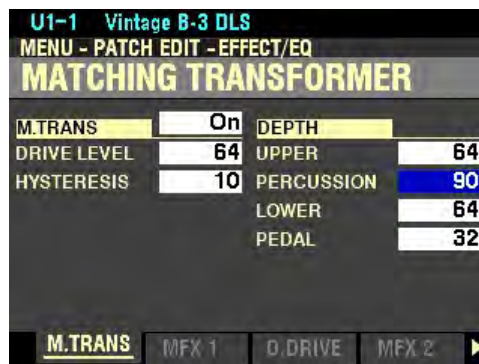 U1-1 Vintage B-3 DLS
MENU - PATCH EDIT - EFFECT/EQ
MATCHING TRANSFORMER
M.TRANS On DEPTH
DRIVE LEVEL 64 UPPER 64
HYSTERESIS 10 PERCUSSION 90
LOWER 64
PEDAL 32
M.TRANS MFX 1 O.DRIVE MFX 2